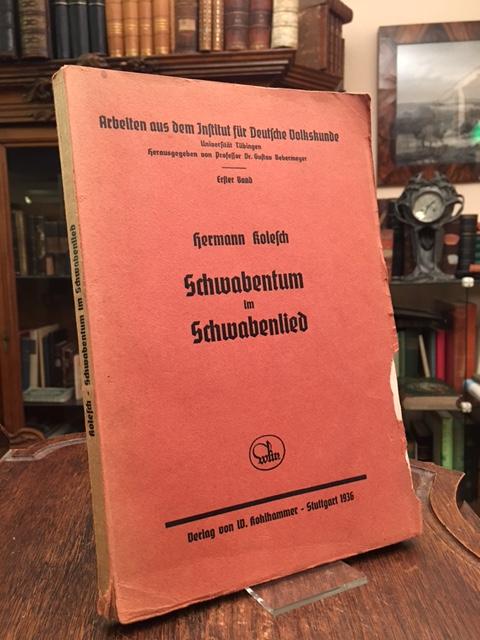 Arbeiten aus dem Institut für Deutsche Volkskunde
Universität Tübingen
Herausgegeben von Professor Dr. Gustav Bebermeyer
Erster Band
Hermann Kolesch
Schwabentum
im
Schwabenlied
Verlag von W. Kohlhammer - Stuttgart 1936
Kolesch - Schwabentum im Schwabenlied